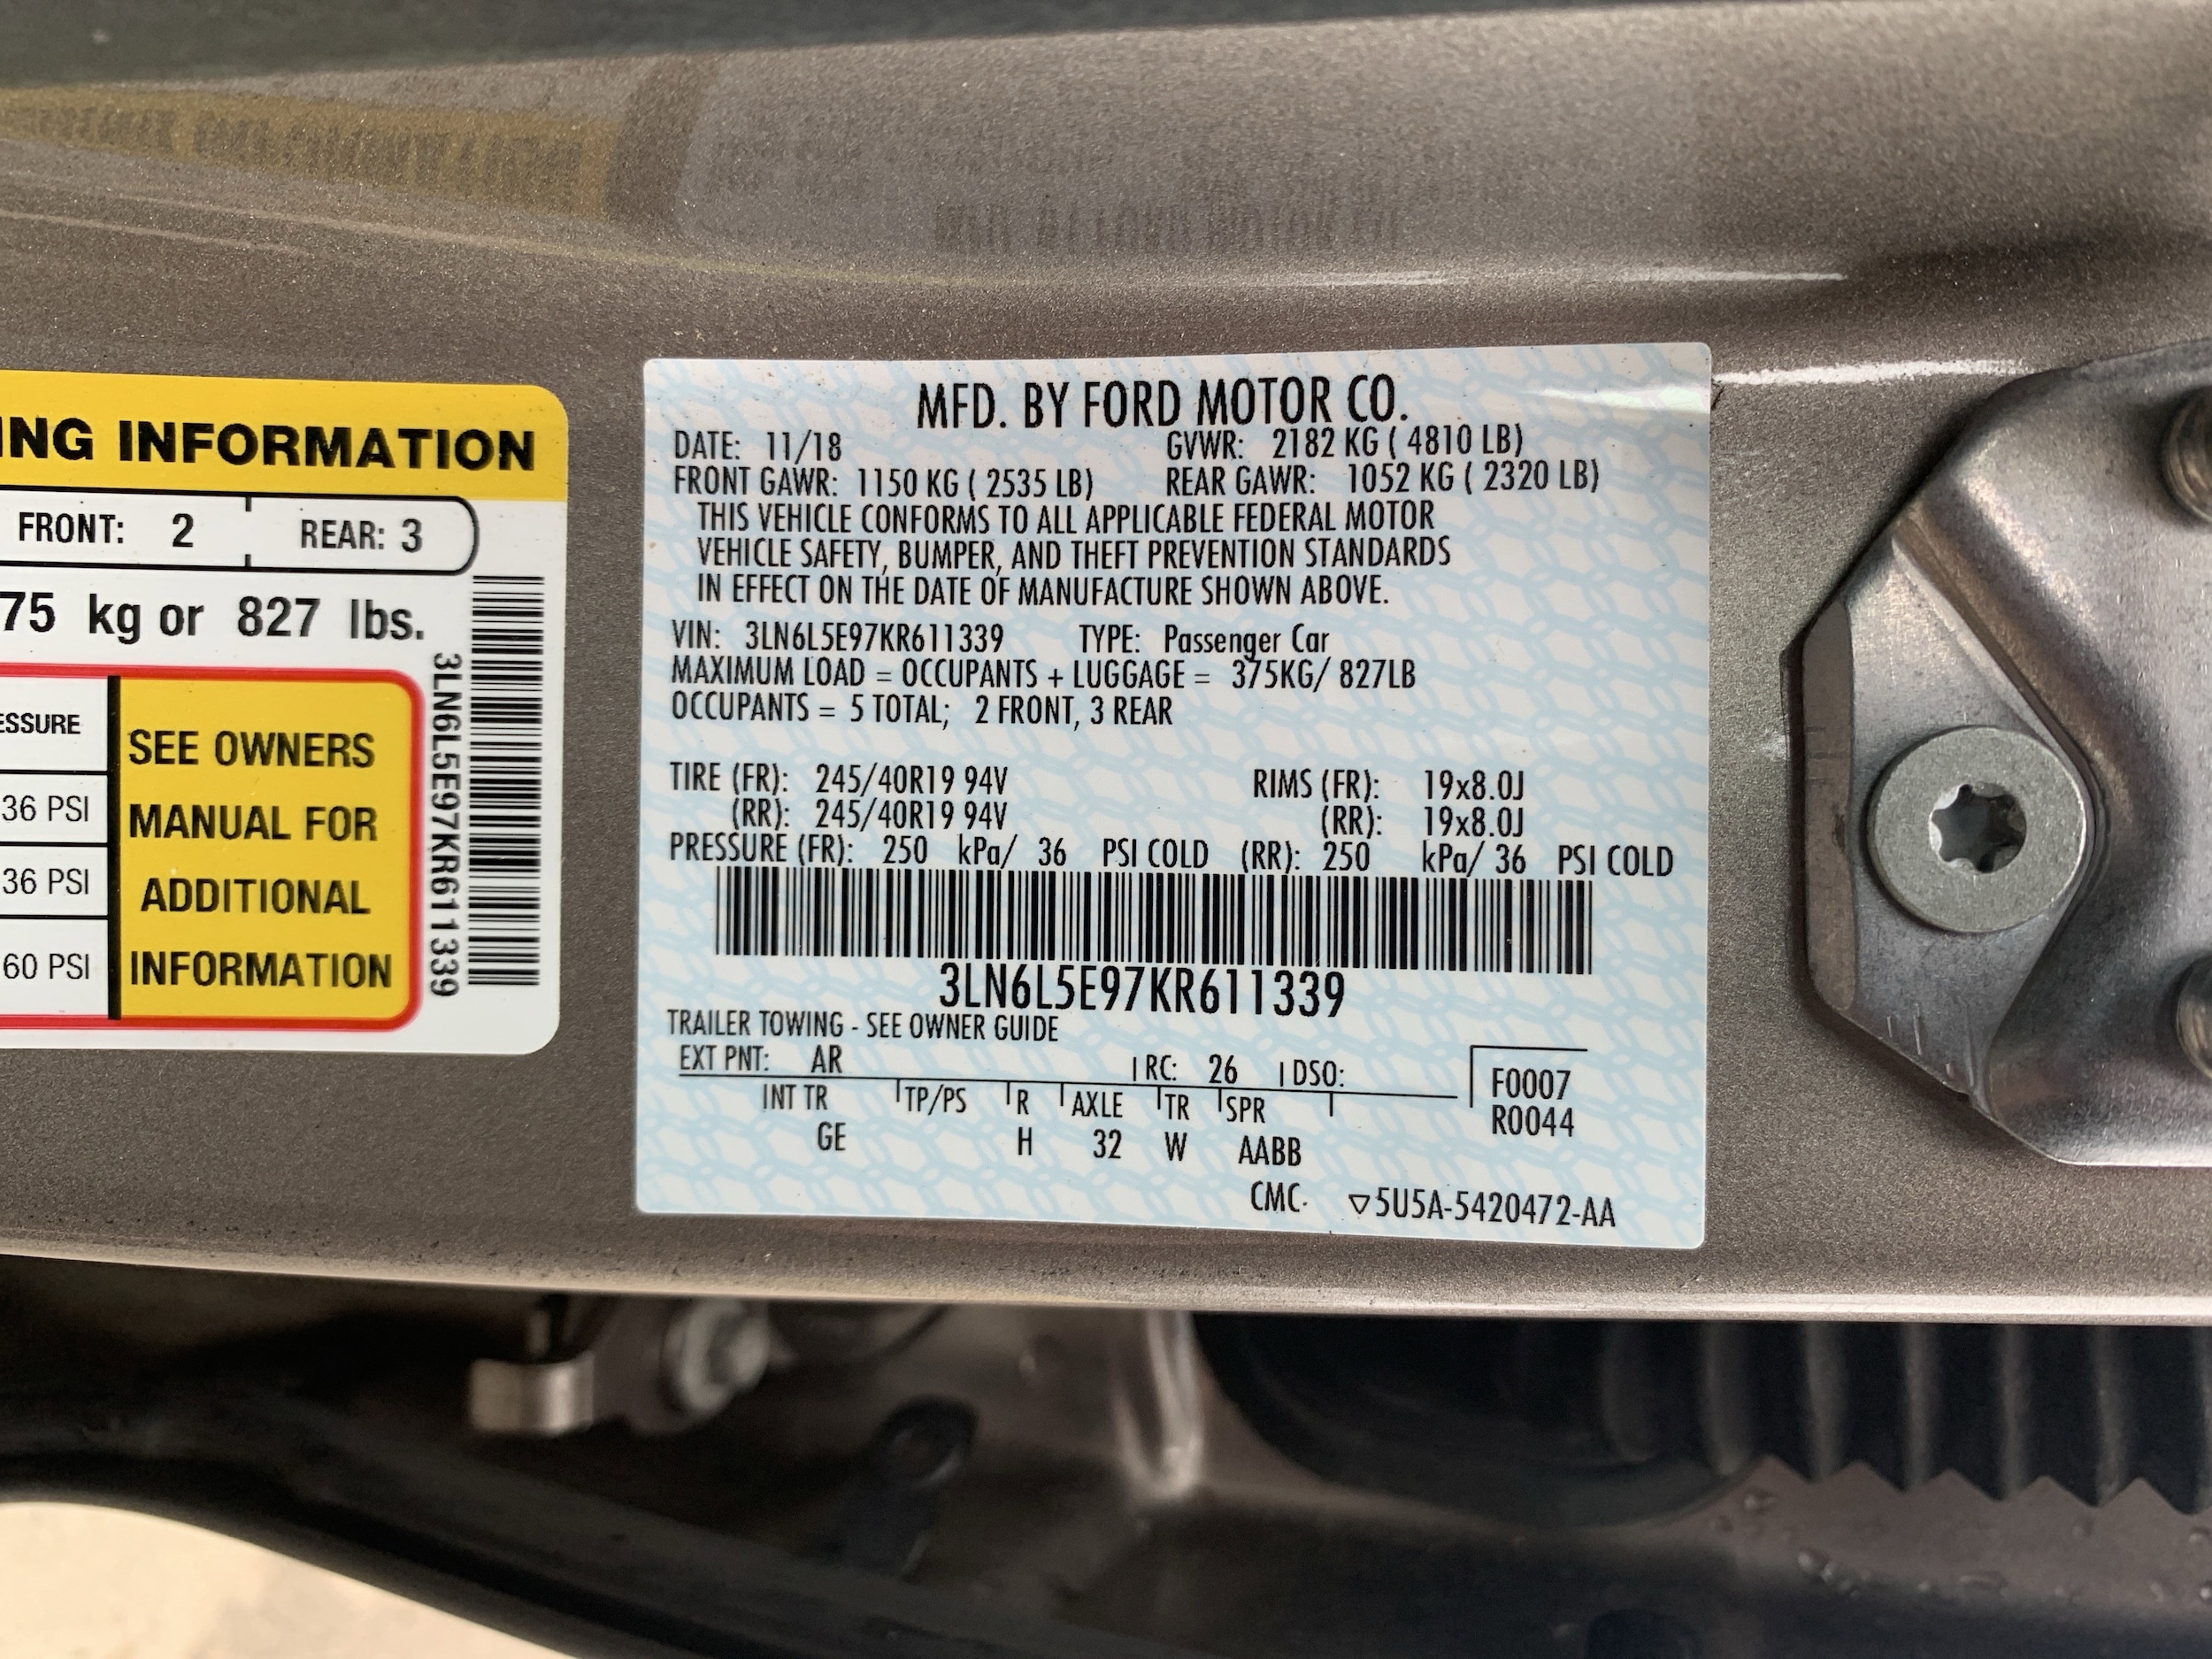 ING INFORMATION
FRONT: 2 REAR: 3
75 kg or 827 lbs.
ESSURE
36 PSI
36 PSI
60 PSI
SEE OWNERS
MANUAL FOR
ADDITIONAL
INFORMATION
3LN6L5E97KR611339
MFD. BY FORD MOTOR CO.
DATE: 11/18 GVWR: 2182 KG ( 4810 LB)
FRONT GAWR: 1150 KG ( 2535 LB) REAR GAWR: 1052 KG ( 2320 LB)
THIS VEHICLE CONFORMS TO ALL APPLICABLE FEDERAL MOTOR
VEHICLE SAFETY, BUMPER, AND THEFT PREVENTION STANDARDS
IN EFFECT ON THE DATE OF MANUFACTURE SHOWN ABOVE.
VIN: 3LN6L5E97KR611339 TYPE: Passenger Car
MAXIMUM LOAD = OCCUPANTS + LUGGAGE = 375KG/ 827LB
OCCUPANTS = 5 TOTAL; 2 FRONT, 3 REAR
TIRE (FR): 245/40R19 94V RIMS (FR): 19x8.0J
(RR): 245/40R19 94V (RR): 19x8.0J
PRESSURE (FR): 250 kPa/ 36 PSI COLD (RR): 250 kPa/ 36 PSI COLD
3LN6L5E97KR611339
TRAILER TOWING - SEE OWNER GUIDE
EXT PNT: AR RC: 26 DSO: F0007
INT TR TP/PS R AXLE TR SPR R0044
GE H 32 W AABB
CMC. ▽5U5A-5420472-AA